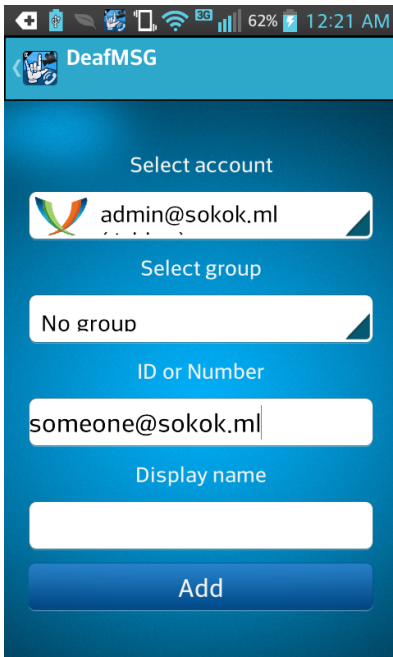 3G 62% 12:21 AM
DeafMSG
Select account
admin@sokok.ml
Select group
No group
ID or Number
someone@sokok.ml
Display name
Add